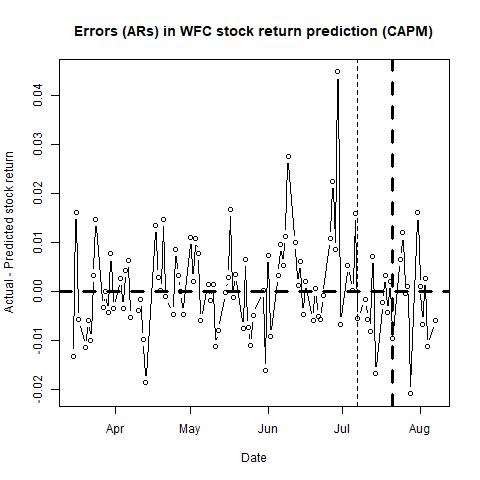 Errors (ARs) in WFC stock return prediction (CAPM)
Actual - Predicted stock return
0.04
0.03
0.02
0.01
0.00
-0.01
-0.02
Apr May Jun Jul Aug
Date